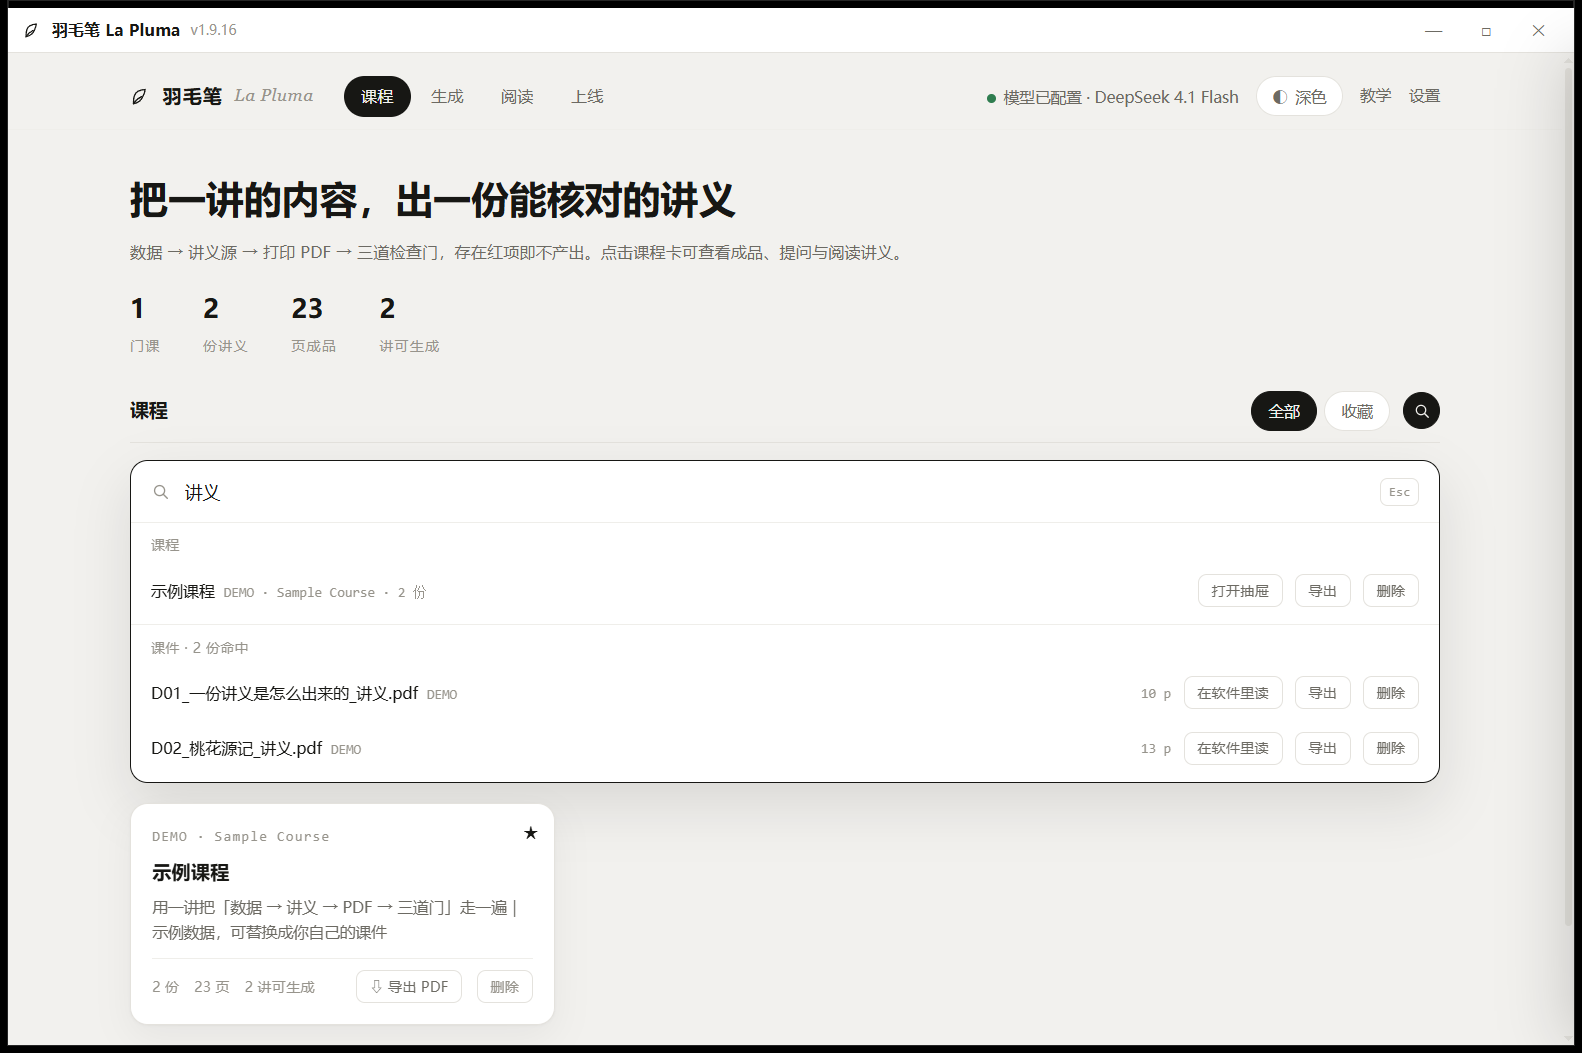 羽毛笔 La Pluma v1.9.16
羽毛笔 La Pluma 课程 生成 阅读 上线 模型已配置 · DeepSeek 4.1 Flash 深色 教学 设置
把一讲的内容，出一份能核对的讲义
数据 → 讲义源 → 打印 PDF → 三道检查门，存在红项即不产出。点击课程卡可查看成品、提问与阅读讲义。
1 2 23 2
门课 份讲义 页成品 讲可生成
课程 全部 收藏
讲义 Esc
课程
示例课程 DEMO · Sample Course · 2 份 打开抽屉 导出 删除
课件 · 2 份命中
D01_一份讲义是怎么出来的_讲义.pdf DEMO 10 p 在软件里读 导出 删除
D02_桃花源记_讲义.pdf DEMO 13 p 在软件里读 导出 删除
DEMO · Sample Course
示例课程
用一讲把「数据 → 讲义 → PDF → 三道门」走一遍 |
示例数据，可替换成你自己的课件
2 份 23 页 2 讲可生成 导出 PDF 删除